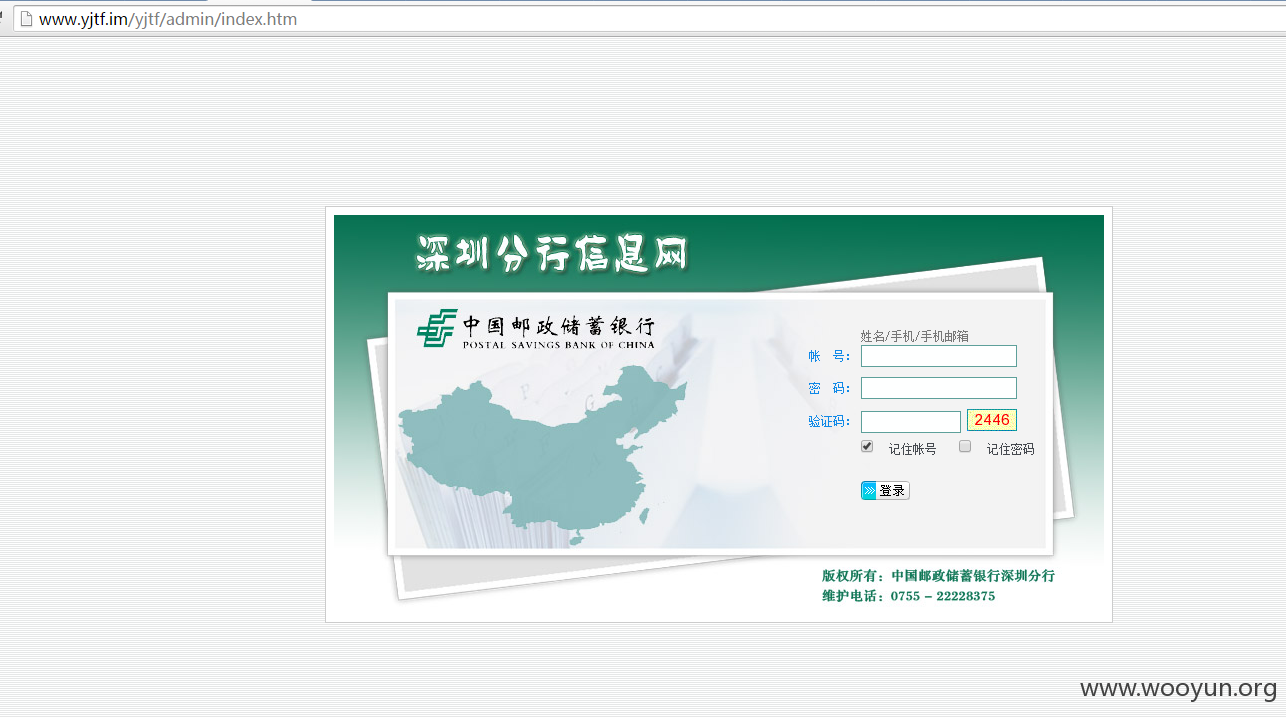 www.yjtf.im/yjtf/admin/index.htm
深圳分行信息网
中国邮政储蓄银行
POSTAL SAVINGS BANK OF CHINA
姓名/手机/手机邮箱
帐 号：
密 码：
验证码： 2446
记住帐号 记住密码
登录
版权所有：中国邮政储蓄银行深圳分行
维护电话：0755 - 22228375
www.wooyun.org